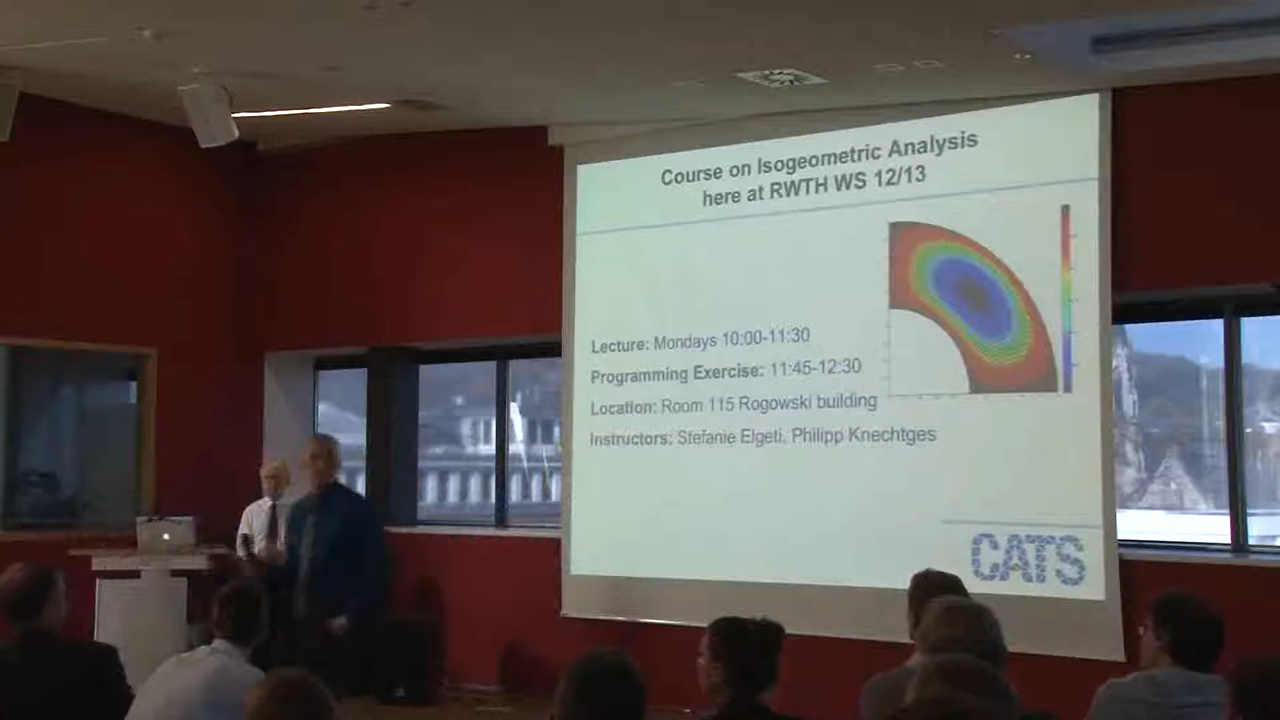 Course on Isogeometric Analysis
here at RWTH WS 12/13
Lecture: Mondays 10:00-11:30
Programming Exercise: 11:45-12:30
Location: Room 115 Rogowski building
Instructors: Stefanie Elgeti, Philipp Knechtges
CATS